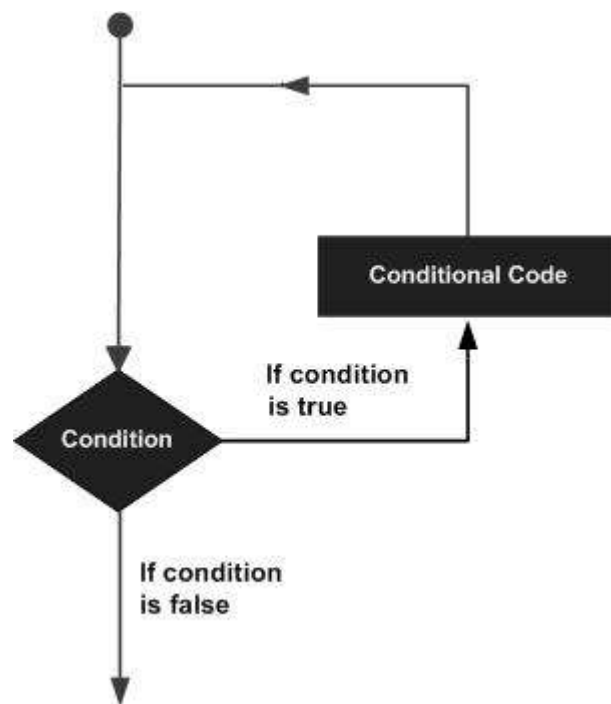 Conditional Code
If condition
is true
Condition
If condition
is false